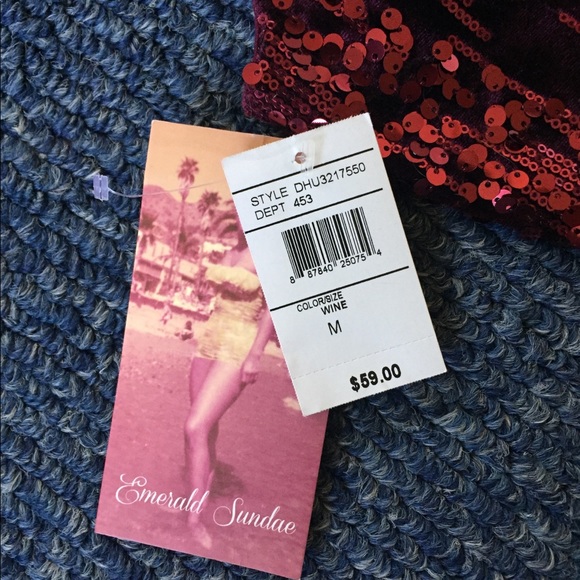 STYLE DHU3217550
DEPT 453
8 87840 25075 4
COLOR/SIZE
WINE
M
$59.00
Emerald Sundae